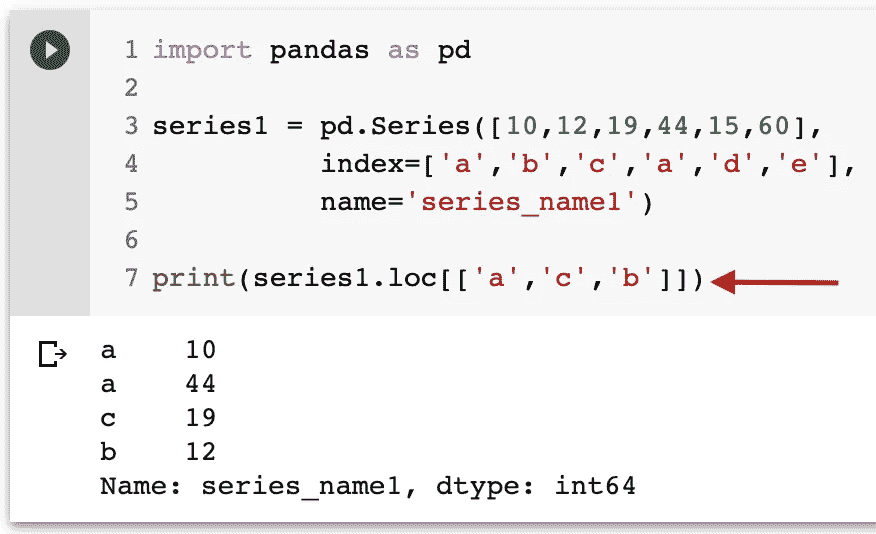 1 import pandas as pd
2
3 series1 = pd.Series([10,12,19,44,15,60],
4           index=['a','b','c','a','d','e'],
5           name='series_name1')
6
7 print(series1.loc[['a','c','b']])
a    10
a    44
c    19
b    12
Name: series_name1, dtype: int64